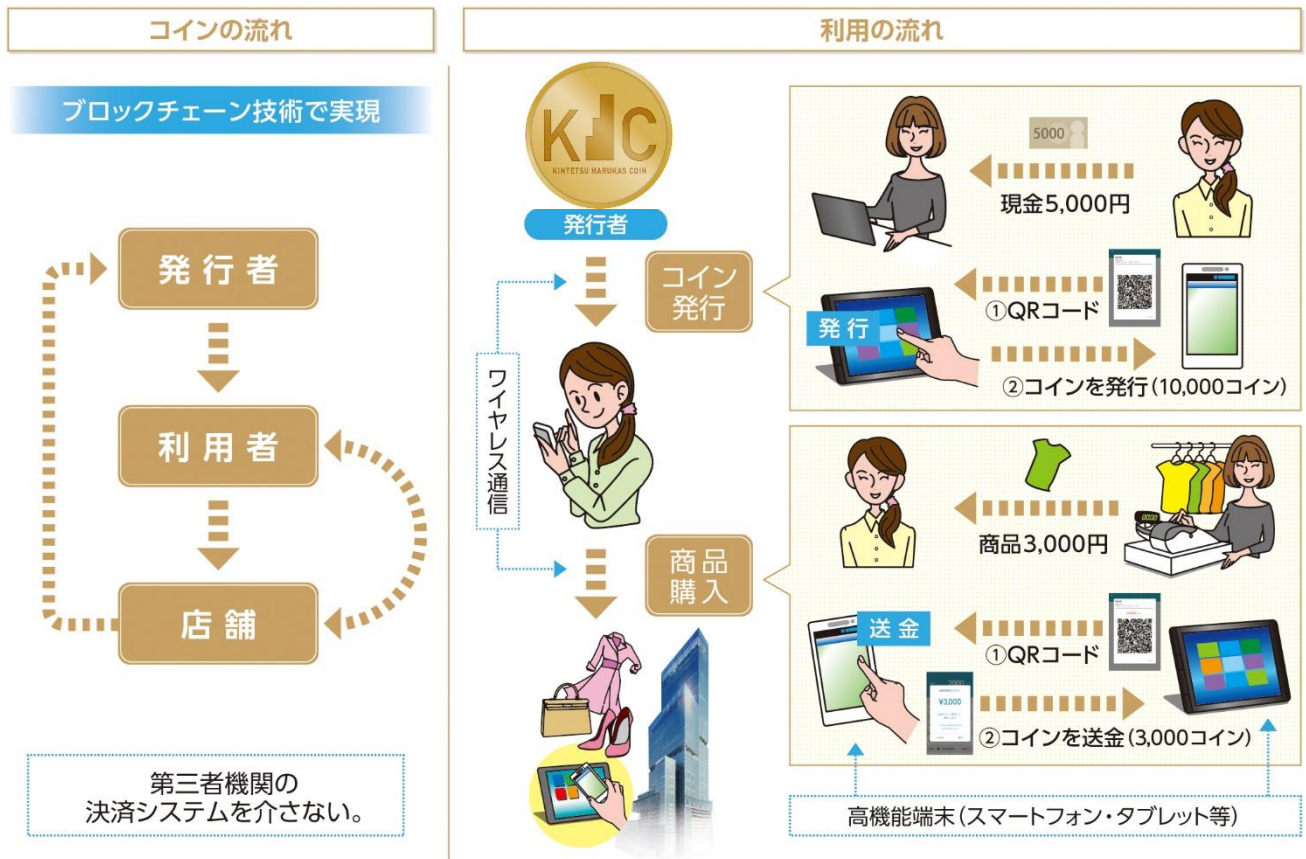 コインの流れ
ブロックチェーン技術で実現
発行者
利用者
店舗
第三者機関の
決済システムを介さない。
利用の流れ
KC
KINTETSU HARUKAS COIN
発行者
コイン
発行
ワイヤレス通信
商品
購入
5000
現金5,000円
①QRコード
発行
②コインを発行(10,000コイン)
商品3,000円
送金
①QRコード
¥3,000
②コインを送金(3,000コイン)
高機能端末(スマートフォン・タブレット等)